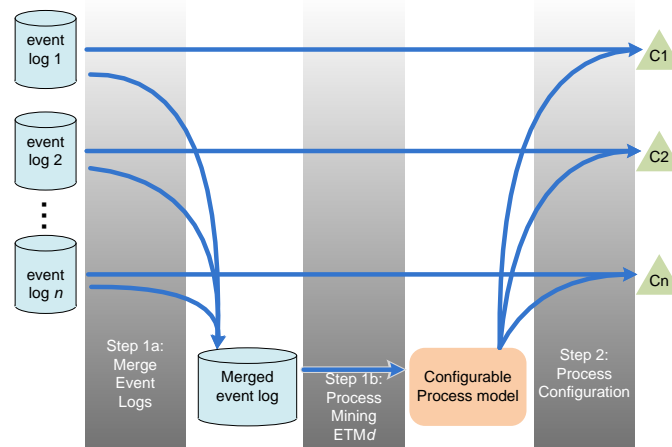 event
log 1
C1
event
log 2
C2
event
log n
Cn
Step 1a:
Merge
Event
Logs
Merged
event log
Step 1b:
Process
Mining
ETMd
Configurable
Process model
Step 2:
Process
Configuration